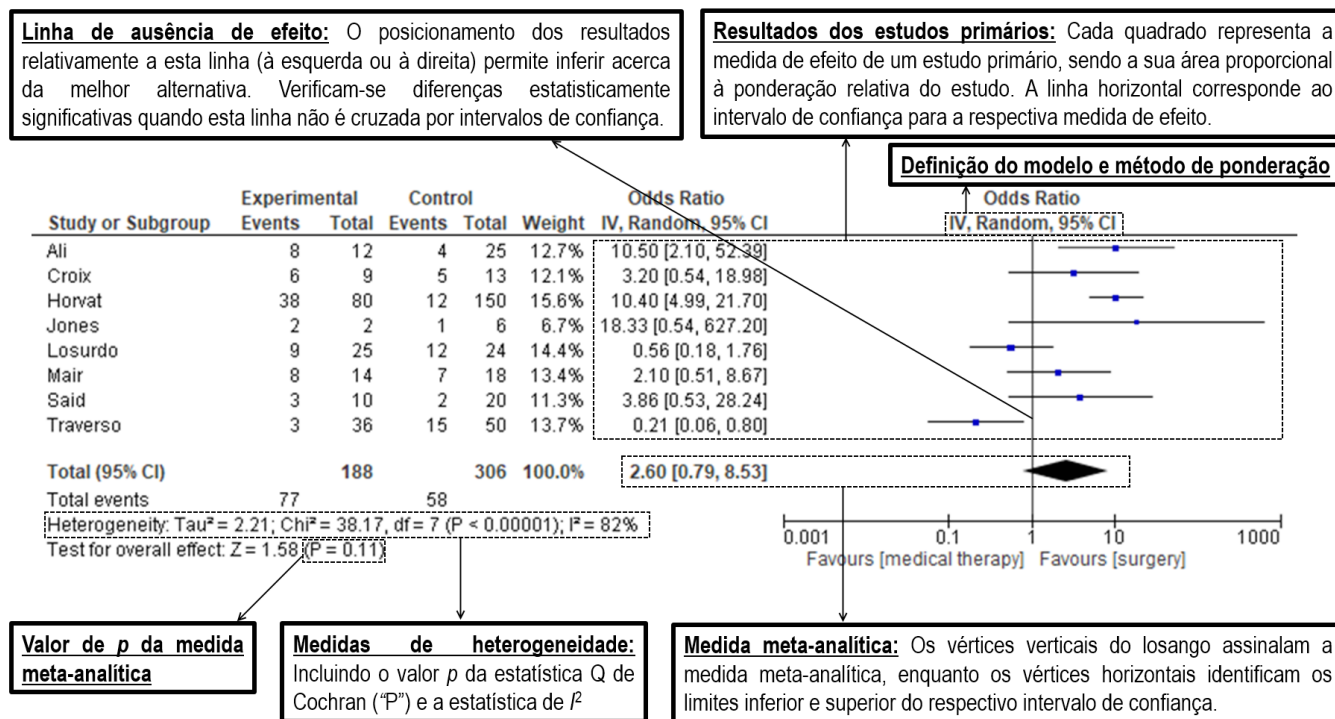 Linha de ausência de efeito: O posicionamento dos resultados
relativamente a esta linha (à esquerda ou à direita) permite inferir acerca
da melhor alternativa. Verificam-se diferenças estatisticamente
significativas quando esta linha não é cruzada por intervalos de confiança.
Resultados dos estudos primários: Cada quadrado representa a
medida de efeito de um estudo primário, sendo a sua área proporcional
à ponderação relativa do estudo. A linha horizontal corresponde ao
intervalo de confiança para a respectiva medida de efeito.
Definição do modelo e método de ponderação
Experimental Control Odds Ratio Odds Ratio
Study or Subgroup Events Total Events Total Weight IV, Random, 95% CI IV, Random, 95% CI
Ali 8 12 4 25 12.7% 10.50 [2.10, 52.39]
Croix 6 9 5 13 12.1% 3.20 [0.54, 18.98]
Horvat 38 80 12 150 15.6% 10.40 [4.99, 21.70]
Jones 2 2 1 6 6.7% 18.33 [0.54, 627.20]
Losurdo 9 25 12 24 14.4% 0.56 [0.18, 1.76]
Mair 8 14 7 18 13.4% 2.10 [0.51, 8.67]
Said 3 10 2 20 11.3% 3.86 [0.53, 28.24]
Traverso 3 36 15 50 13.7% 0.21 [0.06, 0.80]
Total (95% CI) 188 306 100.0% 2.60 [0.79, 8.53]
Total events 77 58
Heterogeneity: Tau² = 2.21; Chi² = 38.17, df = 7 (P < 0.00001); I² = 82%
Test for overall effect: Z = 1.58 (P = 0.11)
0.001 0.1 1 10 1000
Favours [medical therapy] Favours [surgery]
Valor de p da medida
meta-analítica
Medidas de heterogeneidade:
Incluindo o valor p da estatística Q de
Cochran (“P”) e a estatística de I²
Medida meta-analítica: Os vértices verticais do losango assinalam a
medida meta-analítica, enquanto os vértices horizontais identificam os
limites inferior e superior do respectivo intervalo de confiança.